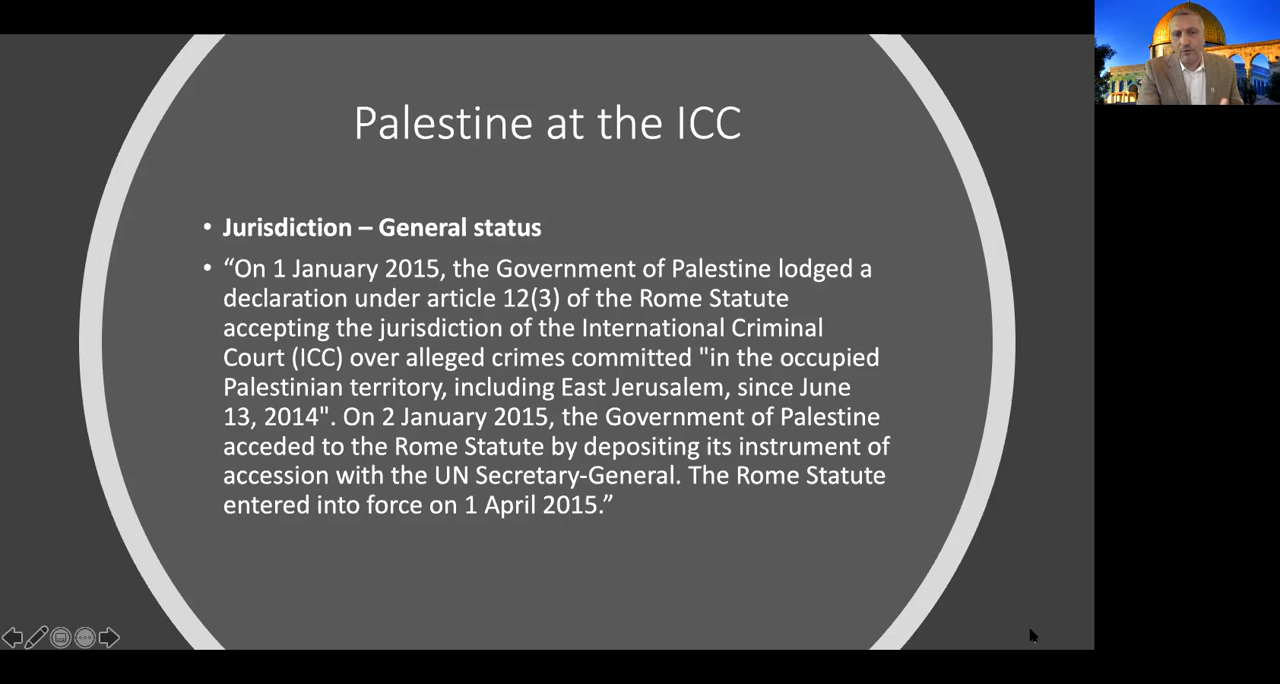 Palestine at the ICC
• Jurisdiction – General status
• “On 1 January 2015, the Government of Palestine lodged a
declaration under article 12(3) of the Rome Statute
accepting the jurisdiction of the International Criminal
Court (ICC) over alleged crimes committed "in the occupied
Palestinian territory, including East Jerusalem, since June
13, 2014". On 2 January 2015, the Government of Palestine
acceded to the Rome Statute by depositing its instrument of
accession with the UN Secretary-General. The Rome Statute
entered into force on 1 April 2015.”